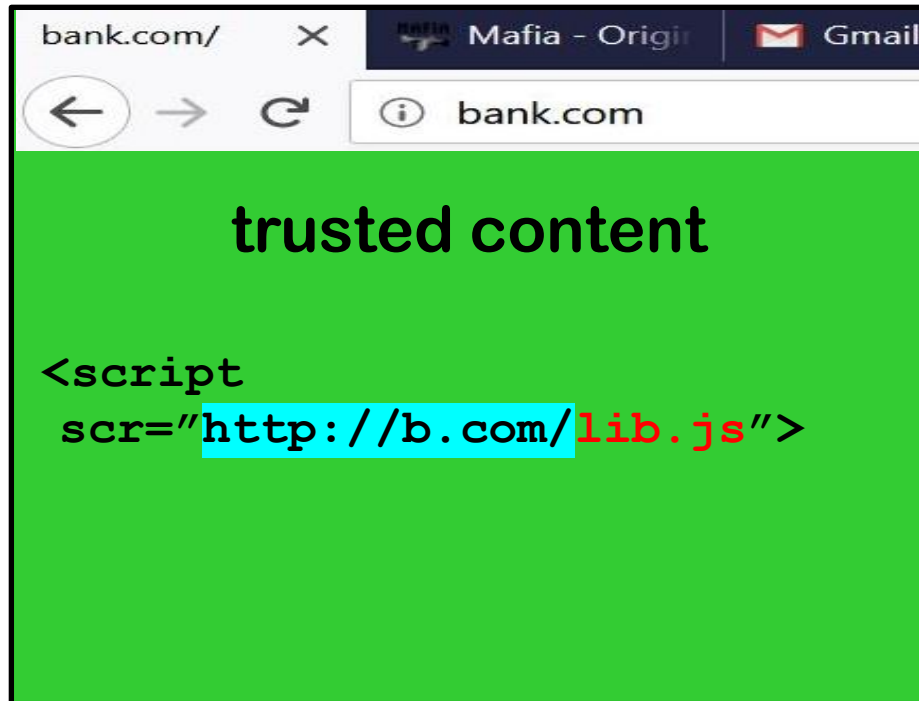 bank.com/ Mafia - Origi Gmail
bank.com
trusted content
<script
scr="http://b.com/lib.js">